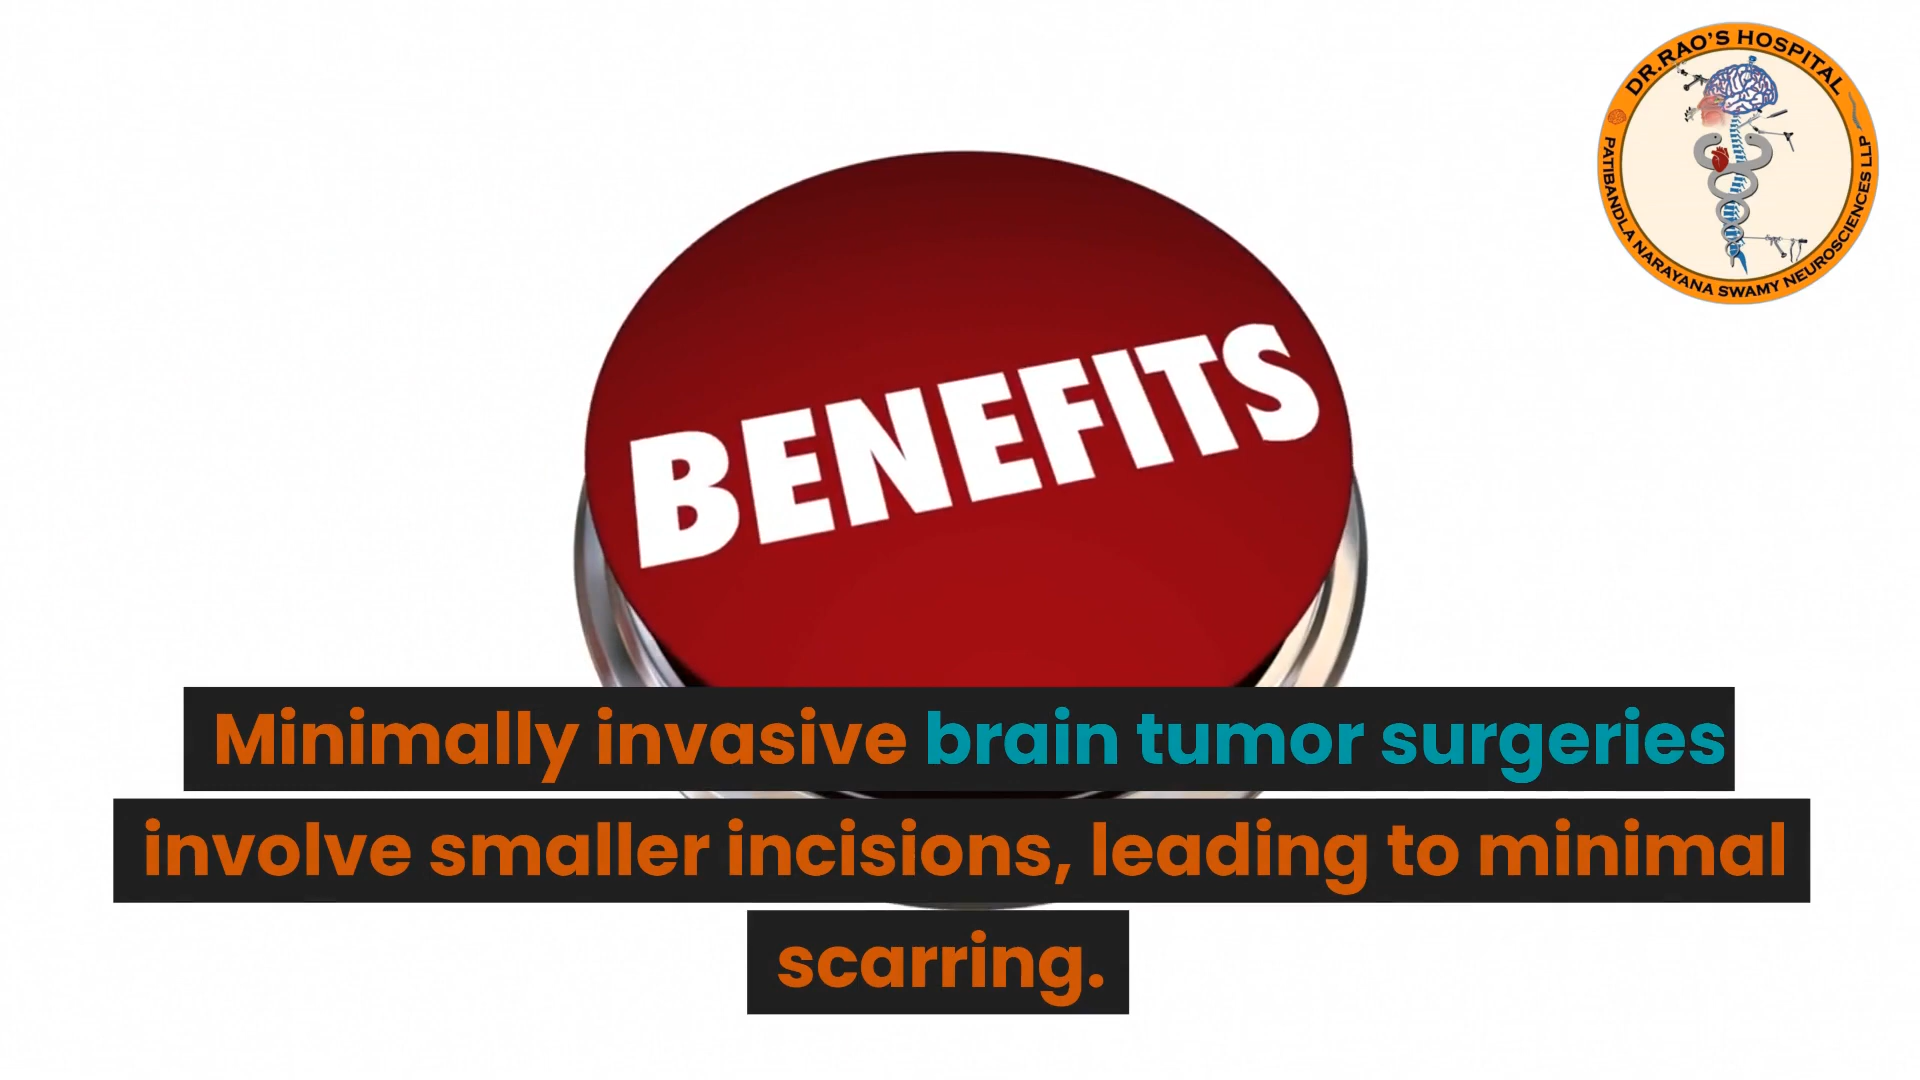 DR.RAO'S HOSPITAL
PATIBANDLA NARAYANA SWAMY NEUROSCIENCES LLP
BENEFITS
Minimally invasive brain tumor surgeries
involve smaller incisions, leading to minimal
scarring.